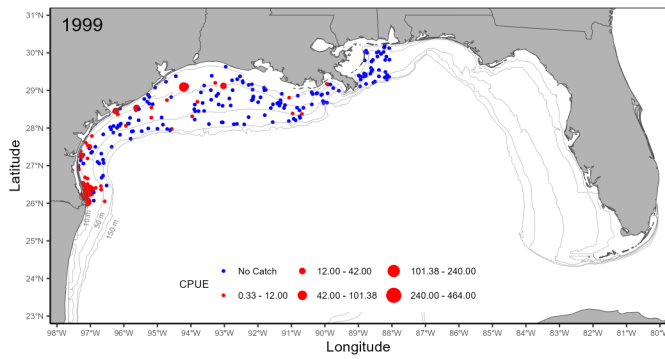 1999
31°N
30°N
29°N
28°N
27°N
26°N
25°N
24°N
23°N
Latitude
10 m
50 m
150 m
CPUE
No Catch
12.00 - 42.00
101.38 - 240.00
0.33 - 12.00
42.00 - 101.38
240.00 - 464.00
98°W 97°W 96°W 95°W 94°W 93°W 92°W 91°W 90°W 89°W 88°W 87°W 86°W 85°W 84°W 83°W 82°W 81°W 80°W
Longitude